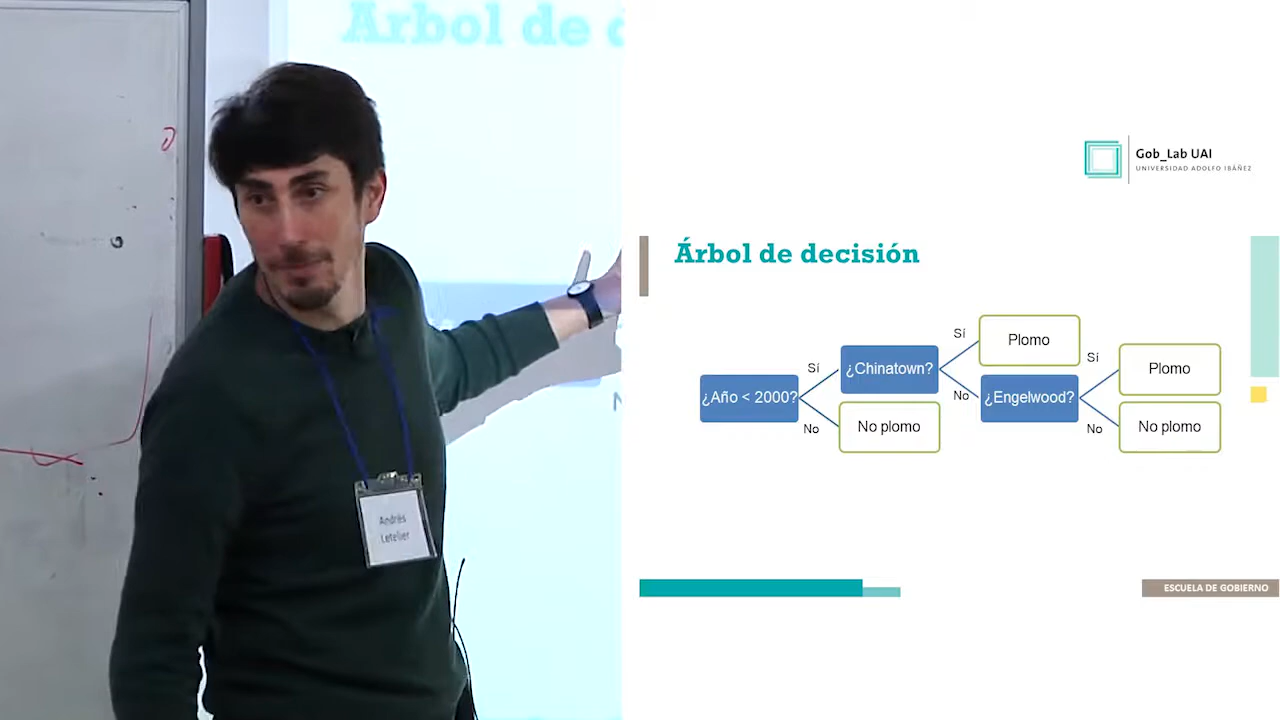 Árbol de d
Andrés
Letelier
Gob_Lab UAI
UNIVERSIDAD ADOLFO IBÁÑEZ
Árbol de decisión
¿Año < 2000?
Sí
No
¿Chinatown?
No plomo
Sí
No
Plomo
¿Engelwood?
Sí
No
Plomo
No plomo
ESCUELA DE GOBIERNO